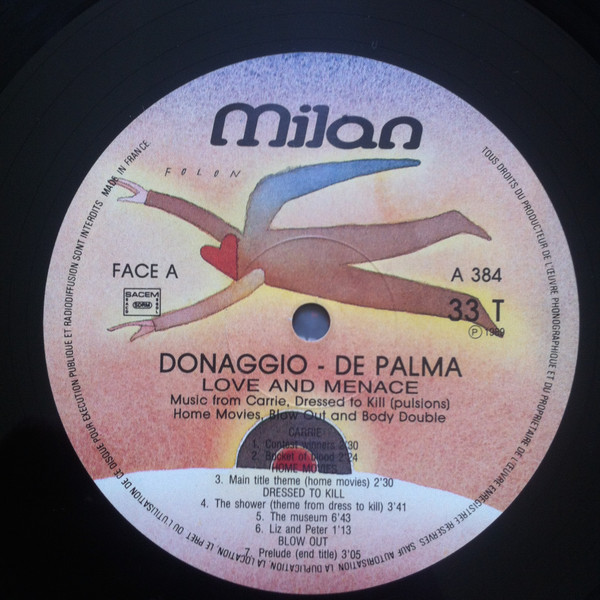 Milan
FOLON
FACE A
A 384
SACEM
SDRM
33 T
Ⓟ 1989
DONAGGIO - DE PALMA
LOVE AND MENACE
Music from Carrie, Dressed to Kill (pulsions)
Home Movies, Blow Out and Body Double
CARRIE
1. Contest winners 2'30
2. Bucket of blood 2'24
HOME MOVIES
3. Main title theme (home movies) 2'30
DRESSED TO KILL
4. The shower (theme from dress to kill) 3'41
5. The museum 6'43
6. Liz and Peter 1'13
BLOW OUT
7. Prelude (end title) 3'05
TOUS DROITS DU PRODUCTEUR DE L'ŒUVRE PHONOGRAPHIQUE ET DU PROPRIETAIRE DE L'ŒUVRE ENREGISTREE RESERVES. SAUF AUTORISATION LA DUPLICATION, LA LOCATION, LE PRET OU L'UTILISATION DE CE DISQUE POUR EXECUTION PUBLIQUE ET RADIODIFFUSION SONT INTERDITS MADE IN FRANCE